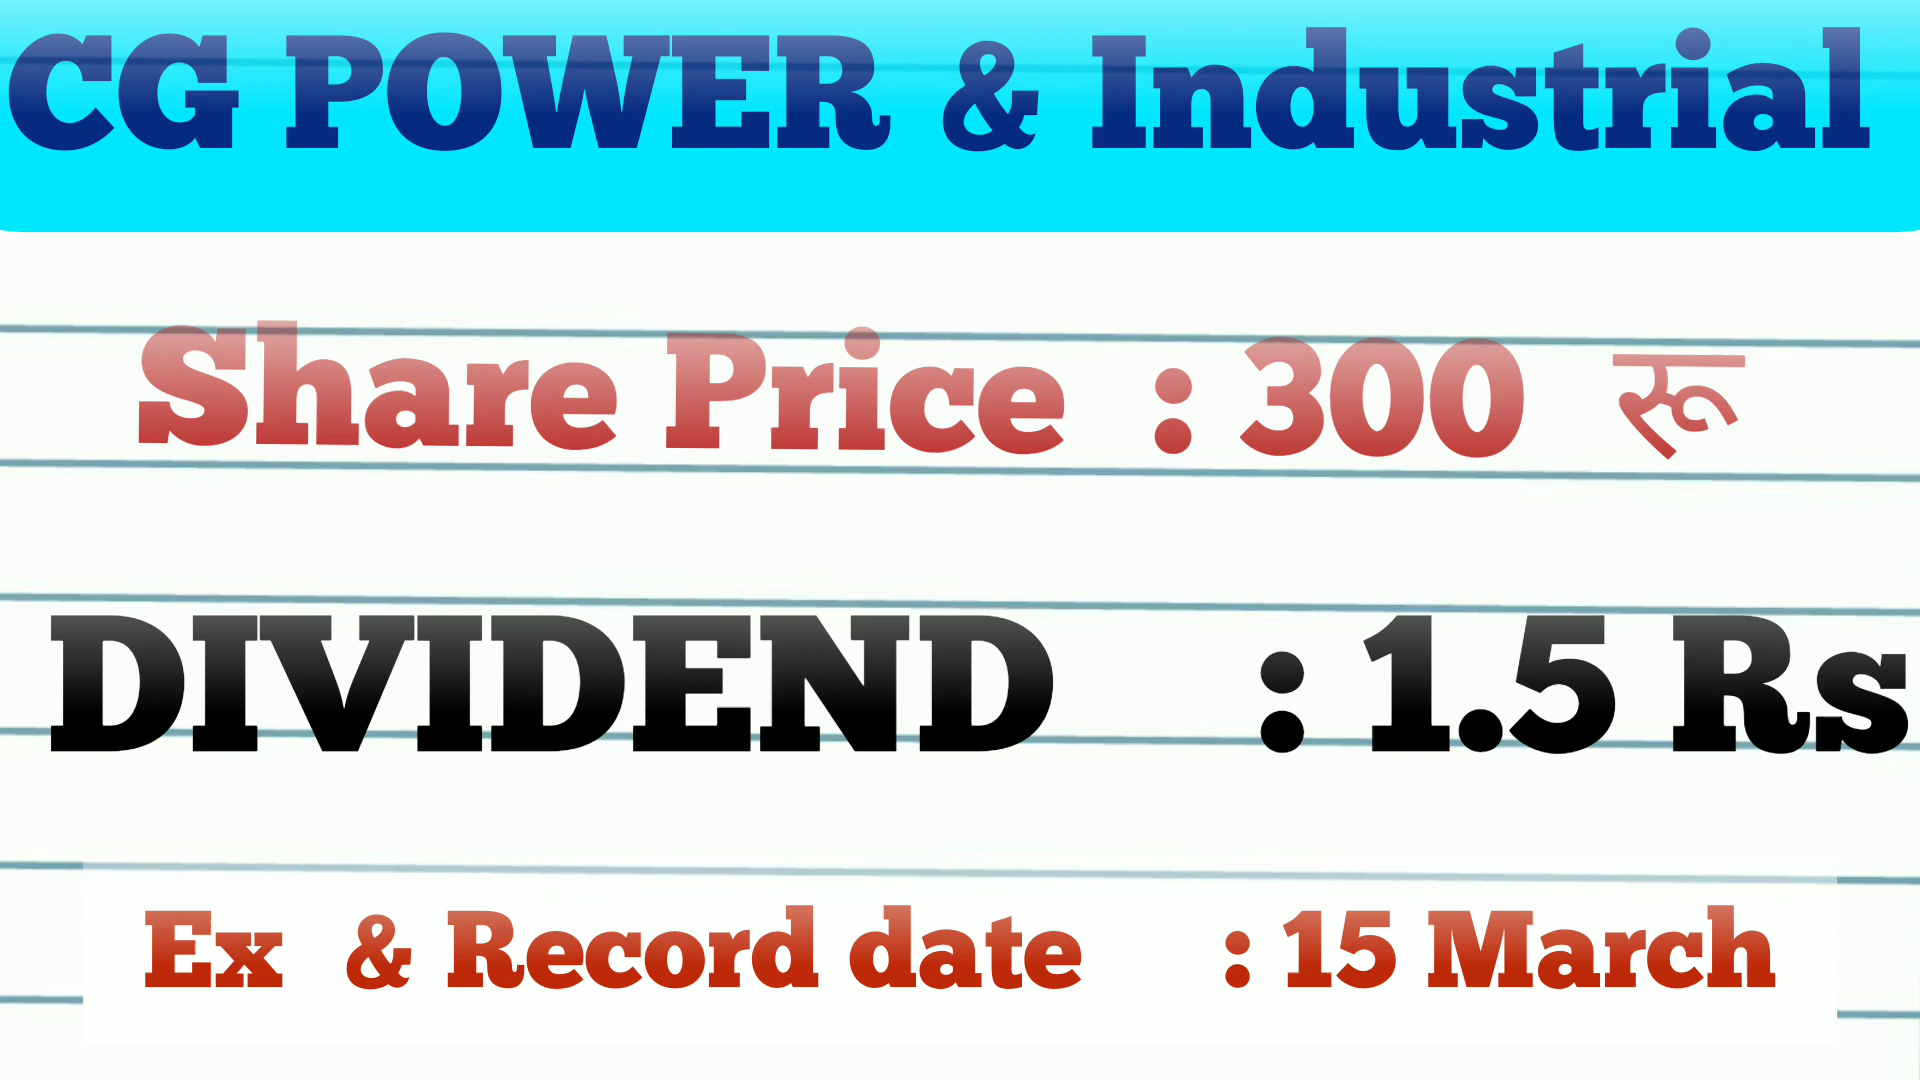 CG POWER & Industrial
Share Price : 300 रू
DIVIDEND : 1.5 Rs
Ex & Record date : 15 March